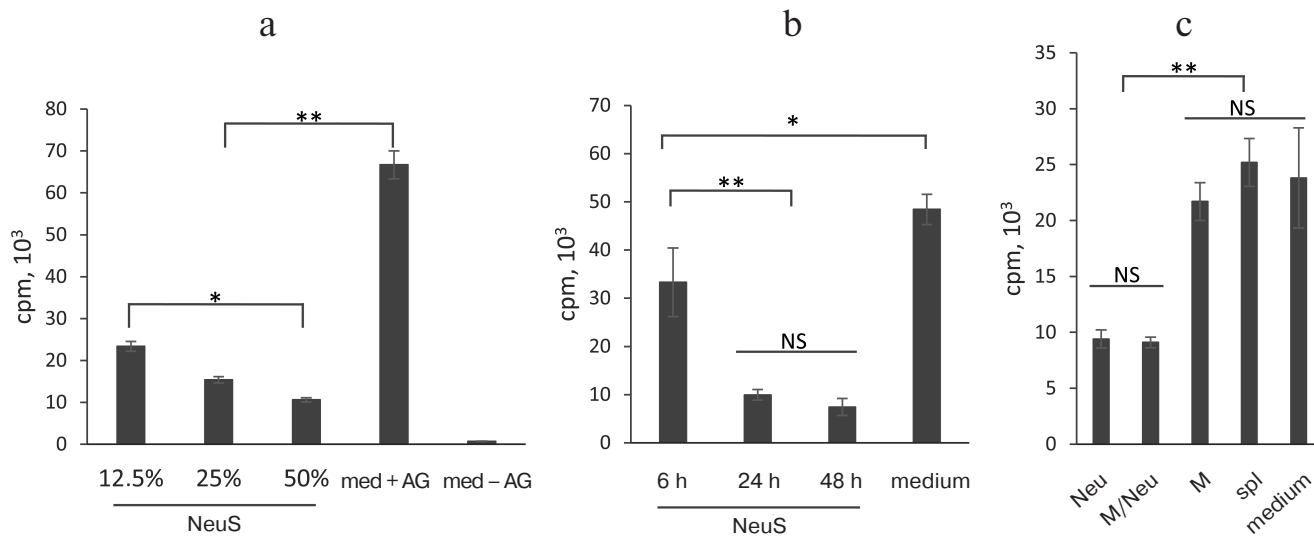 a
80
70
60
50
40
30
20
10
0
cpm, 10³
**
*
12.5% 25% 50% med + AG med – AG
NeuS
b
70
60
50
40
30
20
10
0
cpm, 10³
*
**
NS
6 h 24 h 48 h medium
NeuS
c
35
30
25
20
15
10
5
0
cpm, 10³
**
NS
NS
Neu M/Neu M spl medium